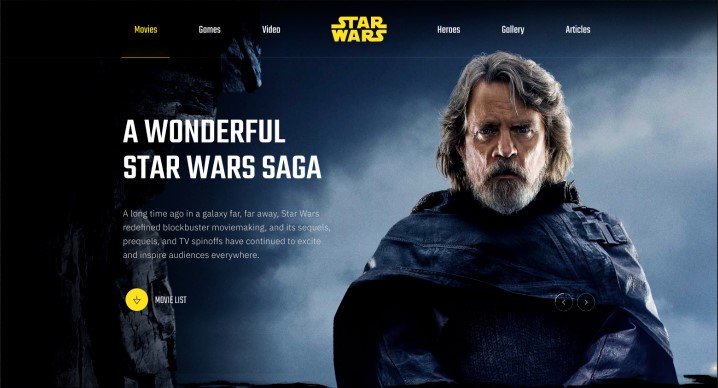 Movies
Games
Video
STAR
WARS
Heroes
Gallery
Articles
A WONDERFUL
STAR WARS SAGA
A long time ago in a galaxy far, far away, Star Wars
redefined blockbuster moviemaking, and its sequels,
prequels, and TV spinoffs have continued to excite
and inspire audiences everywhere.
MOVIE LIST